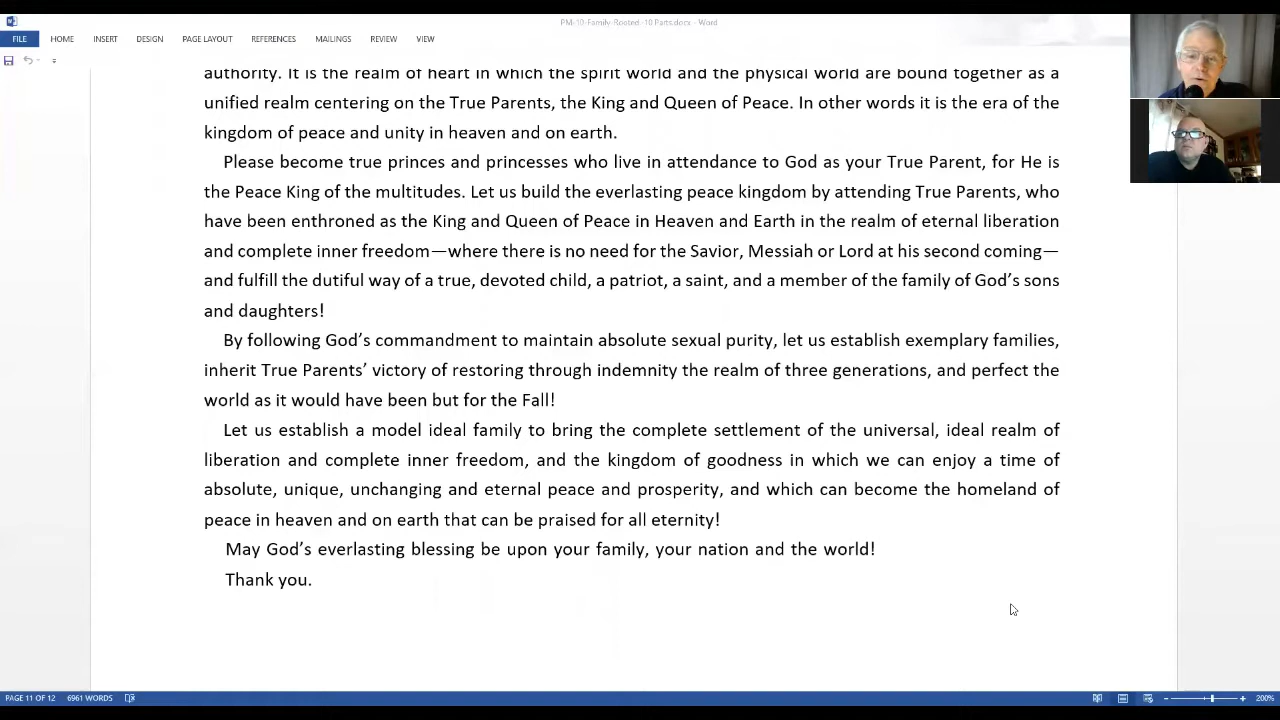 PM-10-Family-Rooted.-10 Parts.docx - Word
FILE HOME INSERT DESIGN PAGE LAYOUT REFERENCES MAILINGS REVIEW VIEW
authority. It is the realm of heart in which the spirit world and the physical world are bound together as a
unified realm centering on the True Parents, the King and Queen of Peace. In other words it is the era of the
kingdom of peace and unity in heaven and on earth.
Please become true princes and princesses who live in attendance to God as your True Parent, for He is
the Peace King of the multitudes. Let us build the everlasting peace kingdom by attending True Parents, who
have been enthroned as the King and Queen of Peace in Heaven and Earth in the realm of eternal liberation
and complete inner freedom—where there is no need for the Savior, Messiah or Lord at his second coming—
and fulfill the dutiful way of a true, devoted child, a patriot, a saint, and a member of the family of God’s sons
and daughters!
By following God’s commandment to maintain absolute sexual purity, let us establish exemplary families,
inherit True Parents’ victory of restoring through indemnity the realm of three generations, and perfect the
world as it would have been but for the Fall!
Let us establish a model ideal family to bring the complete settlement of the universal, ideal realm of
liberation and complete inner freedom, and the kingdom of goodness in which we can enjoy a time of
absolute, unique, unchanging and eternal peace and prosperity, and which can become the homeland of
peace in heaven and on earth that can be praised for all eternity!
May God’s everlasting blessing be upon your family, your nation and the world!
Thank you.
PAGE 11 OF 12 6961 WORDS 200%